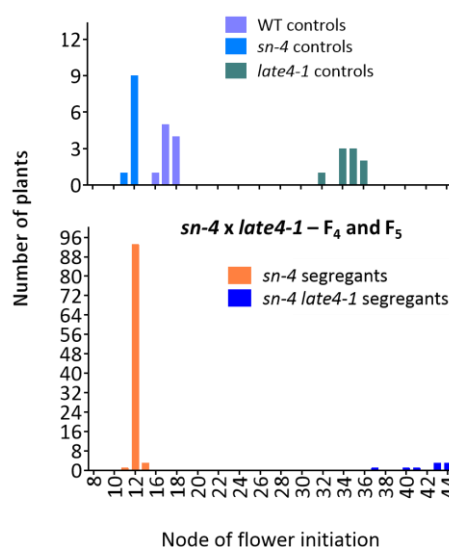 WT controls
sn-4 controls
late4-1 controls
12
9
6
3
0
Number of plants
sn-4 x late4-1 – F4 and F5
sn-4 segregants
sn-4 late4-1 segregants
96
88
80
72
64
56
48
40
32
24
16
8
0
8 10 12 14 16 18 20 22 24 26 28 30 32 34 36 38 40 42 44
Node of flower initiation